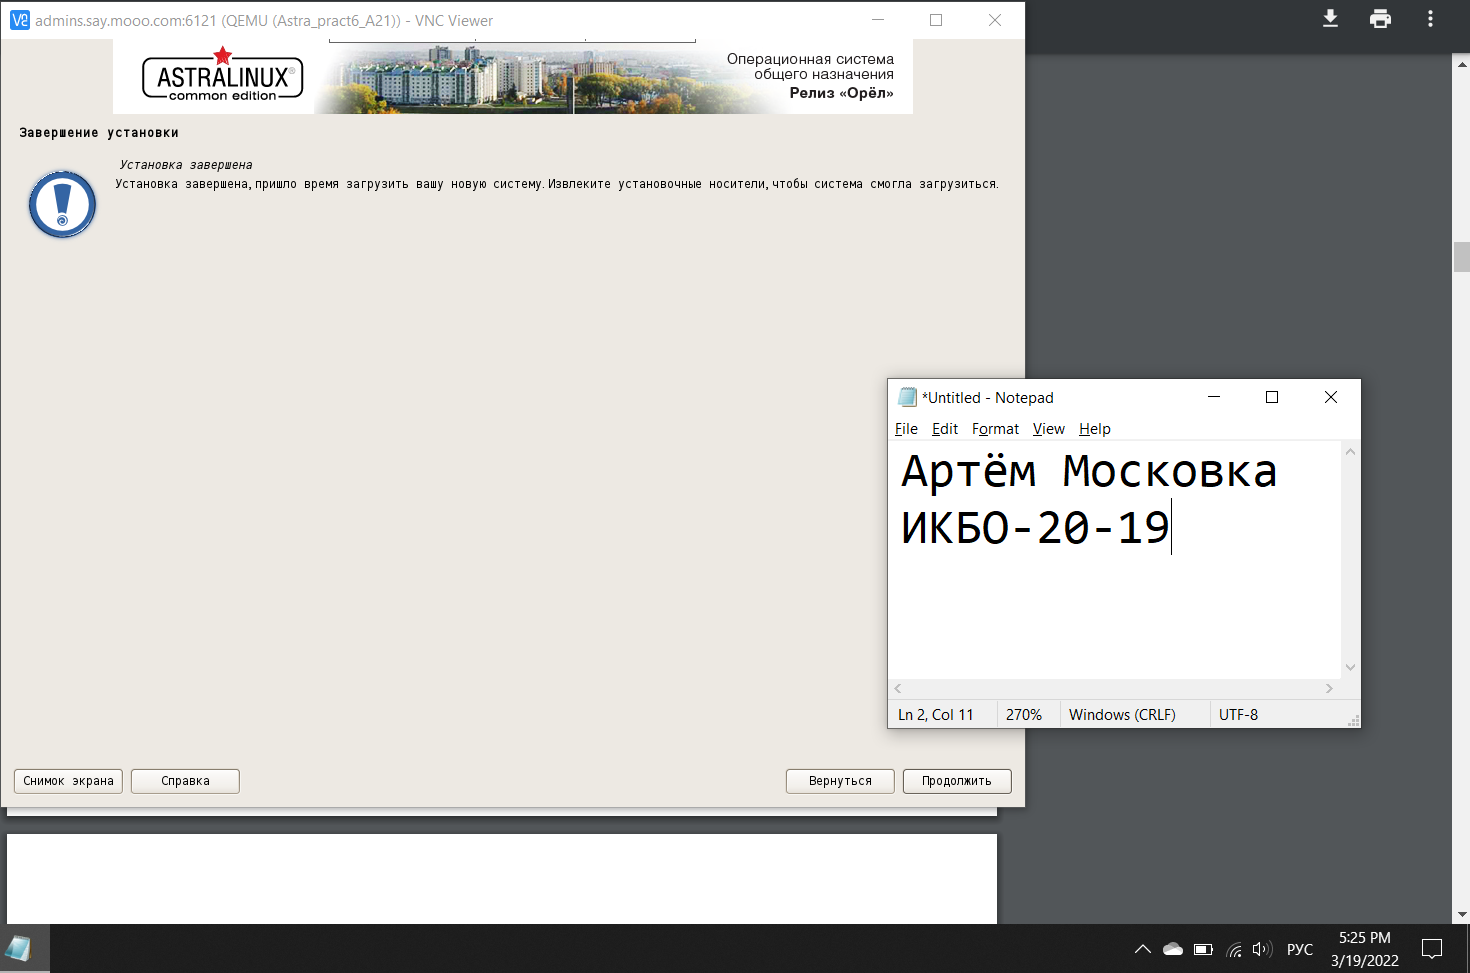 admins.say.mooo.com:6121 (QEMU (Astra_pract6_A21)) - VNC Viewer
ASTRALINUX®
common edition
Операционная система
общего назначения
Релиз «Орёл»
Завершение установки
Установка завершена
Установка завершена, пришло время загрузить вашу новую систему. Извлеките установочные носители, чтобы система смогла загрузиться.
*Untitled - Notepad
File Edit Format View Help
Артём Московка
ИКБО-20-19
Ln 2, Col 11 270% Windows (CRLF) UTF-8
Снимок экрана Справка Вернуться Продолжить
РУС
5:25 PM
3/19/2022